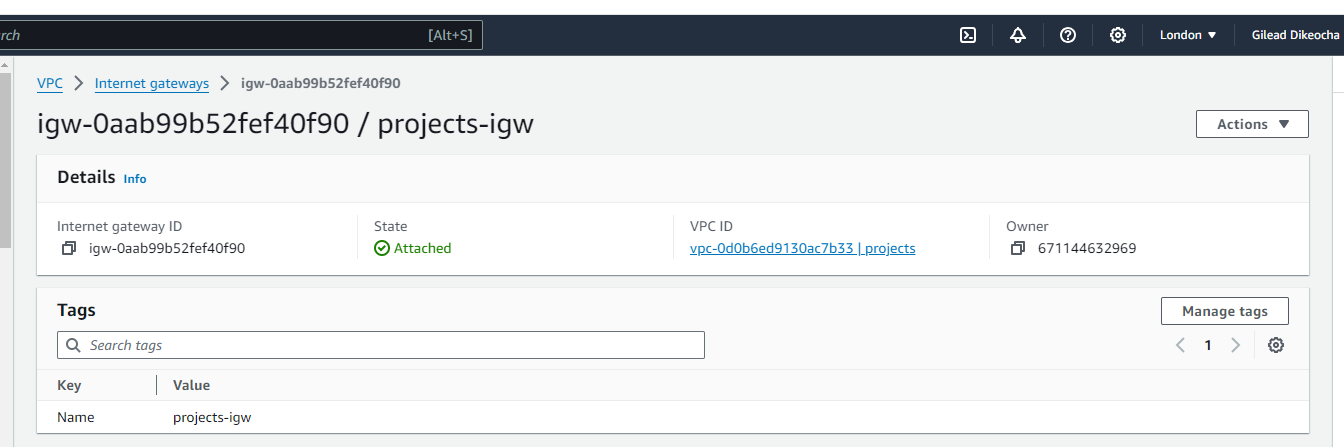 rch [Alt+S] London Gilead Dikeocha
VPC Internet gateways igw-0aab99b52fef40f90
igw-0aab99b52fef40f90 / projects-igw Actions
Details Info
Internet gateway ID State VPC ID Owner
igw-0aab99b52fef40f90 Attached vpc-0d0b6ed9130ac7b33 | projects 671144632969
Tags Manage tags
Search tags 1
Key Value
Name projects-igw